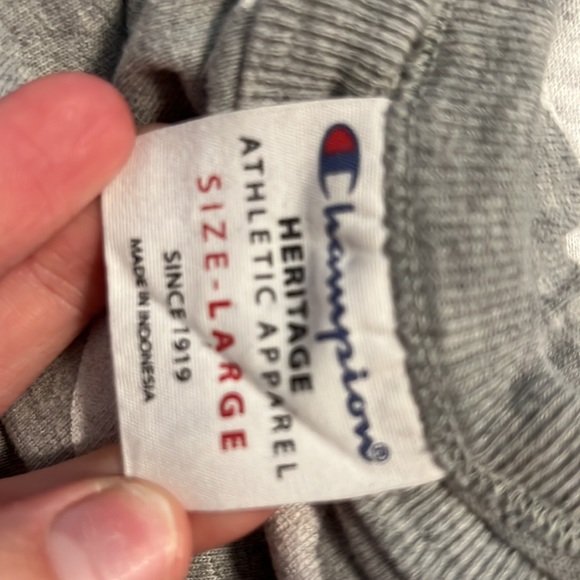 Champion®
HERITAGE
ATHLETIC APPAREL
SIZE-LARGE
SINCE 1919
MADE IN INDONESIA